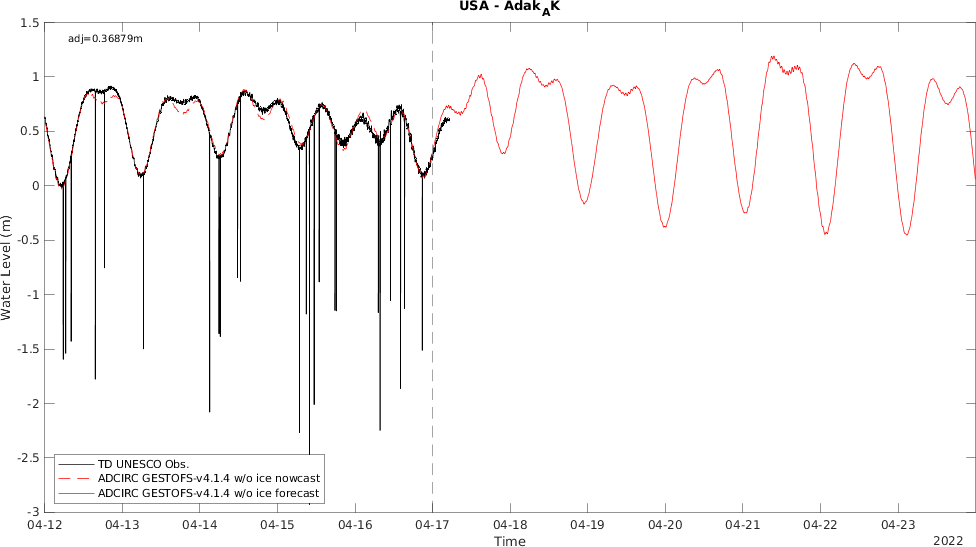 USA - Adak_AK
adj=0.36879m
1.5
1
0.5
0
-0.5
-1
-1.5
-2
-2.5
-3
Water Level (m)
TD UNESCO Obs.
ADCIRC GESTOFS-v4.1.4 w/o ice nowcast
ADCIRC GESTOFS-v4.1.4 w/o ice forecast
04-12 04-13 04-14 04-15 04-16 04-17 04-18 04-19 04-20 04-21 04-22 04-23
Time
2022